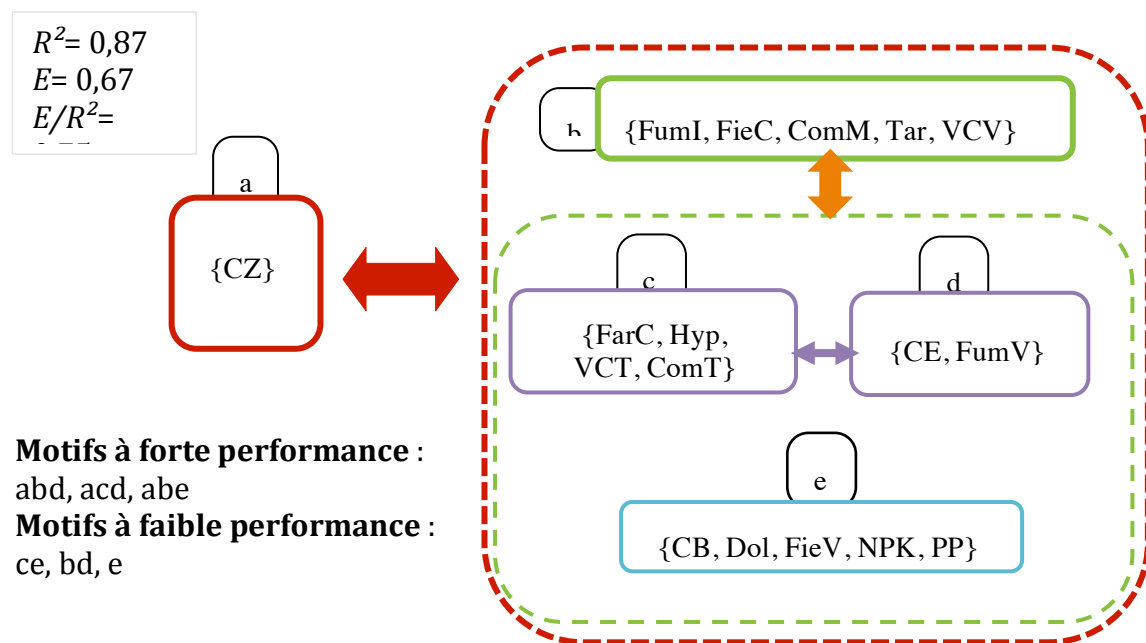 R²= 0,87
E= 0,67
E/R²=
a
{CZ}
b
{FumI, FieC, ComM, Tar, VCV}
c
{FarC, Hyp,
VCT, ComT}
d
{CE, FumV}
e
{CB, Dol, FieV, NPK, PP}
Motifs à forte performance :
abd, acd, abe
Motifs à faible performance :
ce, bd, e